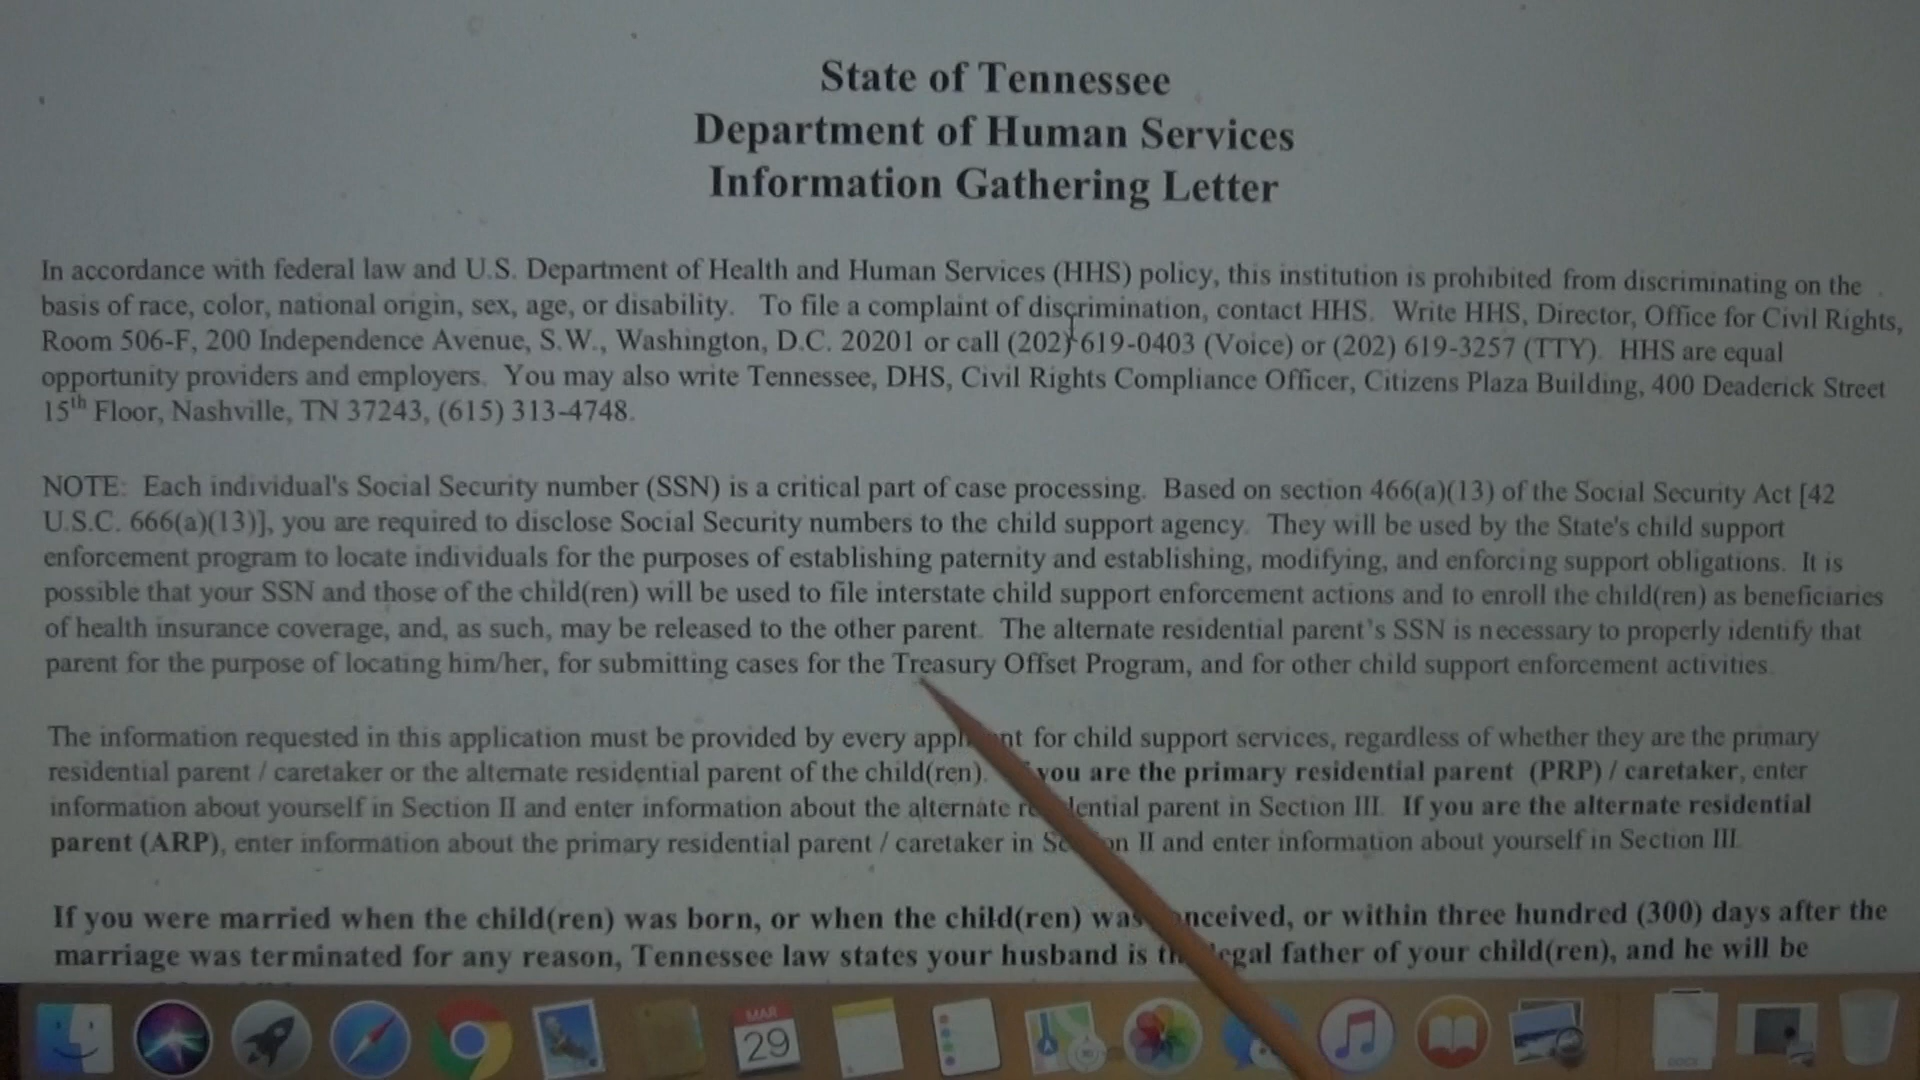 State of Tennessee
Department of Human Services
Information Gathering Letter
In accordance with federal law and U.S. Department of Health and Human Services (HHS) policy, this institution is prohibited from discriminating on the
basis of race, color, national origin, sex, age, or disability. To file a complaint of discrimination, contact HHS. Write HHS, Director, Office for Civil Rights,
Room 506-F, 200 Independence Avenue, S.W., Washington, D.C. 20201 or call (202) 619-0403 (Voice) or (202) 619-3257 (TTY). HHS are equal
opportunity providers and employers. You may also write Tennessee, DHS, Civil Rights Compliance Officer, Citizens Plaza Building, 400 Deaderick Street
15th Floor, Nashville, TN 37243, (615) 313-4748.
NOTE: Each individual's Social Security number (SSN) is a critical part of case processing. Based on section 466(a)(13) of the Social Security Act [42
U.S.C. 666(a)(13)], you are required to disclose Social Security numbers to the child support agency. They will be used by the State's child support
enforcement program to locate individuals for the purposes of establishing paternity and establishing, modifying, and enforcing support obligations. It is
possible that your SSN and those of the child(ren) will be used to file interstate child support enforcement actions and to enroll the child(ren) as beneficiaries
of health insurance coverage, and, as such, may be released to the other parent. The alternate residential parent's SSN is necessary to properly identify that
parent for the purpose of locating him/her, for submitting cases for the Treasury Offset Program, and for other child support enforcement activities.
The information requested in this application must be provided by every for child support services, regardless of whether they are the primary
residential parent / caretaker or the alternate residential parent of the child(ren). you are the primary residential parent (PRP) / caretaker, enter
information about yourself in Section II and enter information about the alternate parent in Section III. If you are the alternate residential
parent (ARP), enter information about the primary residential parent / caretaker in II and enter information about yourself in Section III.
If you were married when the child(ren) was born, or when the child(ren) was or within three hundred (300) days after the
marriage was terminated for any reason, Tennessee law states your husband is father of your child(ren), and he will be
MAR
29
DOCX